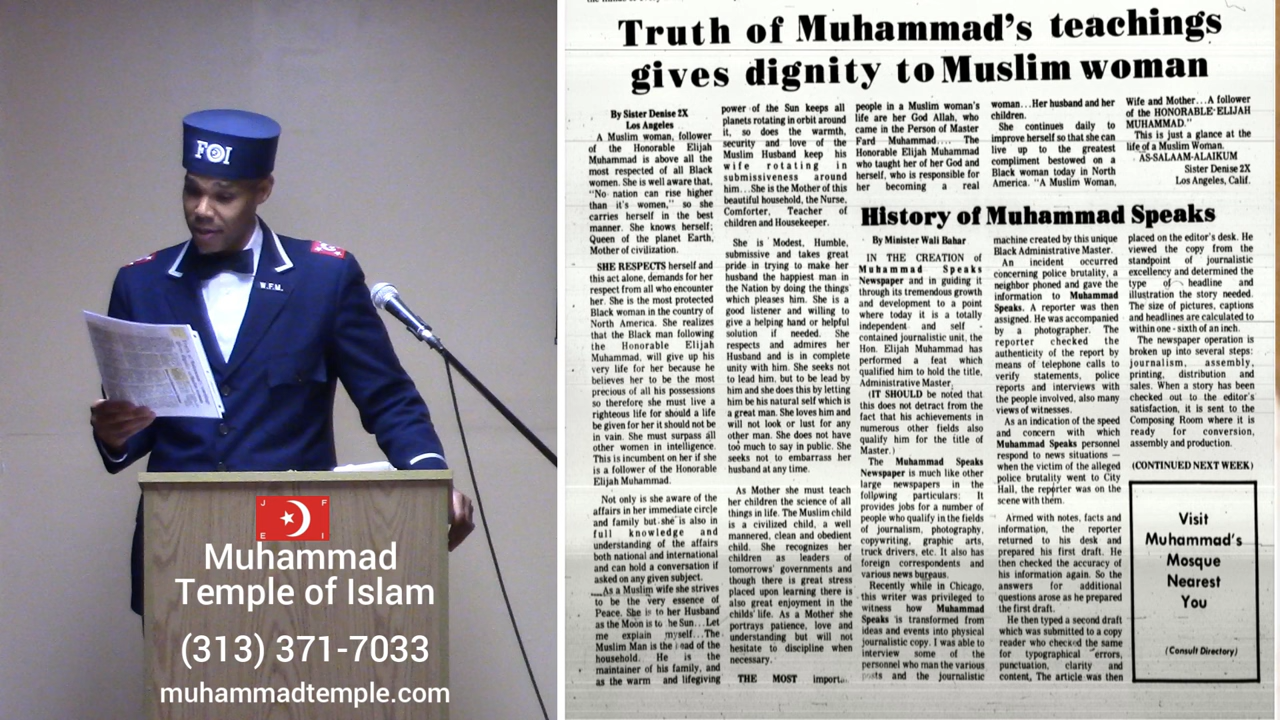 FOI
W.F.M.
J F
E I
Muhammad
Temple of Islam
(313) 371-7033
muhammadtemple.com
Truth of Muhammad's teachings
gives dignity to Muslim woman
By Sister Denise 2X
Los Angeles
A Muslim woman, follower
of the Honorable Elijah
Muhammad is above all the
most respected of all Black
women. She is well aware that,
"No nation can rise higher
than it's women," so she
carries herself in the best
manner. She knows herself;
Queen of the planet Earth,
Mother of civilization.
SHE RESPECTS herself and
this act alone, demands for her
respect from all who encounter
her. She is the most protected
Black woman in the country of
North America. She realizes
that the Black man following
the Honorable Elijah
Muhammad, will give up his
very life for her because he
believes her to be the most
precious of all his possessions
so therefore she must live a
righteous life for should a life
be given for her it should not be
in vain. She must surpass all
other women in intelligence.
This is incumbent on her if she
is a follower of the Honorable
Elijah Muhammad.
Not only is she aware of the
affairs in her immediate circle
and family but she is also in
full knowledge and
understanding of the affairs
both national and international
and can hold a conversation if
asked on any given subject.
As a Muslim wife she strives
to be the very essence of
Peace. She is to her Husband
as the Moon is to the Sun...Let
me explain myself...The
Muslim Man is the head of the
household. He is the
maintainer of his family, and
as the warm and lifegiving
power of the Sun keeps all
planets rotating in orbit around
it, so does the warmth,
security and love of the
Muslim Husband keep his
wife rotating in
submissiveness around
him...She is the Mother of this
beautiful household, the Nurse,
Comforter, Teacher of
children and Housekeeper.
She is Modest, Humble,
submissive and takes great
pride in trying to make her
husband the happiest man in
the Nation by doing the things
which pleases him. She is a
good listener and willing to
give a helping hand or helpful
solution if needed. She
respects and admires her
Husband and is in complete
unity with him. She seeks not
to lead him, but to be lead by
him and she does this by letting
him be his natural self which is
a great man. She loves him and
will not look or lust for any
other man. She does not have
too much to say in public. She
seeks not to embarrass her
husband at any time.
As Mother she must teach
her children the science of all
things in life. The Muslim child
is a civilized child, a well
mannered, clean and obedient
child. She recognizes her
children as leaders of
tomorrows' governments and
though there is great stress
placed upon learning there is
also great enjoyment in the
childs' life. As a Mother she
portrays patience, love and
understanding but will not
hesitate to discipline when
necessary.
THE MOST import..
people in a Muslim woman's
life are her God Allah, who
came in the Person of Master
Fard Muhammad.... The
Honorable Elijah Muhammad
who taught her of her God and
herself, who is responsible for
her becoming a real
woman...Her husband and her
children.
She continues daily to
improve herself so that she can
live up to the greatest
compliment bestowed on a
Black woman today in North
America. "A Muslim Woman,
Wife and Mother...A follower
of the HONORABLE ELIJAH
MUHAMMAD."
This is just a glance at the
life of a Muslim Woman.
AS-SALAAM-ALAIKUM
Sister Denise 2X
Los Angeles, Calif.
History of Muhammad Speaks
By Minister Wali Bahar
IN THE CREATION of
Muhammad Speaks
Newspaper and in guiding it
through its tremendous growth
and development to a point
where today it is a totally
independent and self -
contained journalistic unit, the
Hon. Elijah Muhammad has
performed a feat which
qualified him to hold the title,
Administrative Master.
(IT SHOULD be noted that
this does not detract from the
fact that his achievements in
numerous other fields also
qualify him for the title of
Master.)
The Muhammad Speaks
Newspaper is much like other
large newspapers in the
following particulars: It
provides jobs for a number of
people who qualify in the fields
of journalism, photography,
copywriting, graphic arts,
truck drivers, etc. It also has
foreign correspondents and
various news bureaus.
Recently while in Chicago,
this writer was privileged to
witness how Muhammad
Speaks is transformed from
ideas and events into physical
journalistic copy. I was able to
interview some of the
personnel who man the various
posts and the journalistic
machine created by this unique
Black Administrative Master.
An incident occurred
concerning police brutality, a
neighbor phoned and gave the
information to Muhammad
Speaks. A reporter was then
assigned. He was accompanied
by a photographer. The
reporter checked the
authenticity of the report by
means of telephone calls to
verify statements, police
reports and interviews with
the people involved, also many
views of witnesses.
As an indication of the speed
and concern with which
Muhammad Speaks personnel
respond to news situations —
when the victim of the alleged
police brutality went to City
Hall, the reporter was on the
scene with them.
Armed with notes, facts and
information, the reporter
returned to his desk and
prepared his first draft. He
then checked the accuracy of
his information again. So the
answers for additional
questions arose as he prepared
the first draft.
He then typed a second draft
which was submitted to a copy
reader who checked the same
for typographical errors,
punctuation, clarity and
content, The article was then
placed on the editor's desk. He
viewed the copy from the
standpoint of journalistic
excellency and determined the
type of headline and
illustration the story needed.
The size of pictures, captions
and headlines are calculated to
within one - sixth of an inch.
The newspaper operation is
broken up into several steps:
journalism, assembly,
printing, distribution and
sales. When a story has been
checked out to the editor's
satisfaction, it is sent to the
Composing Room where it is
ready for conversion,
assembly and production.
(CONTINUED NEXT WEEK)
Visit
Muhammad's
Mosque
Nearest
You
(Consult Directory)